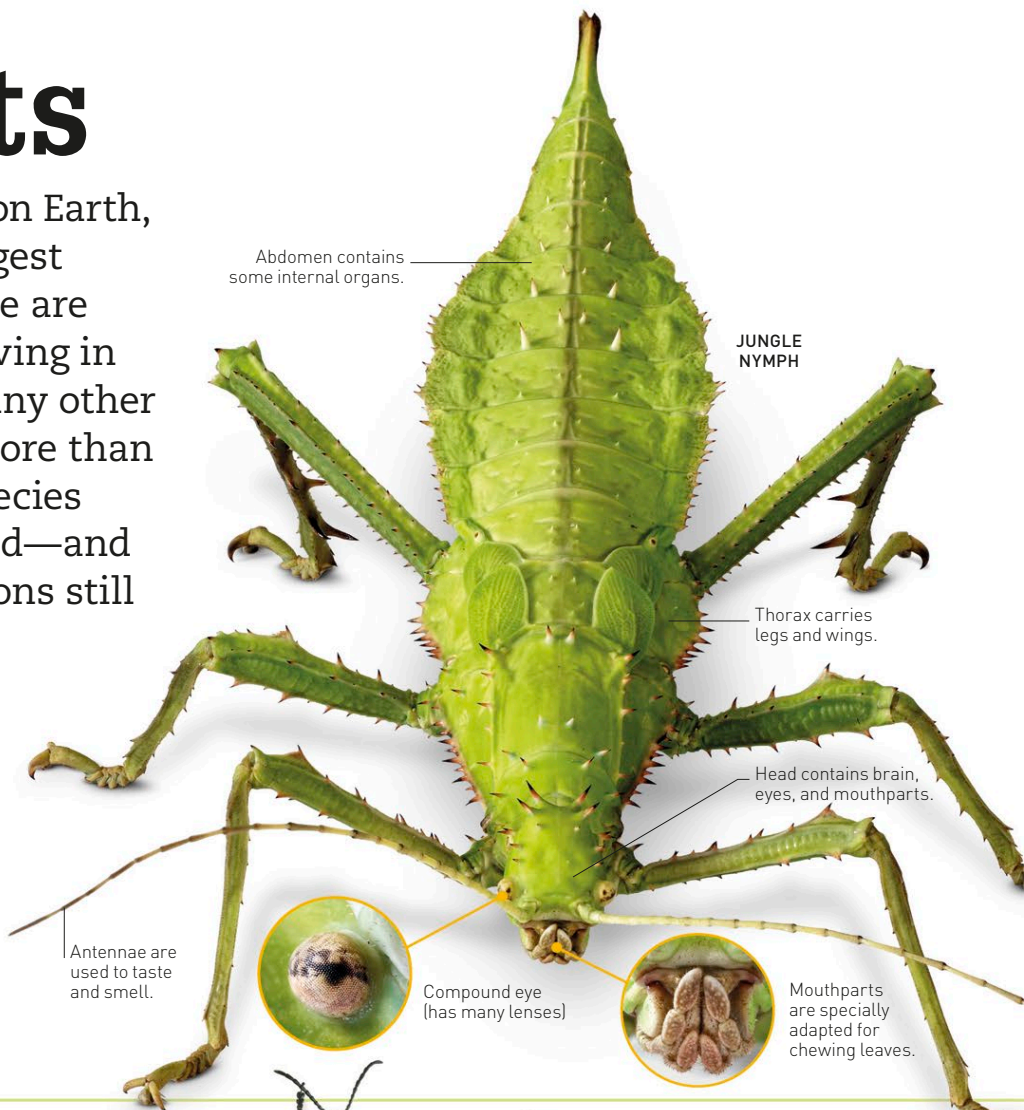 ts
on Earth,
gest
e are
ving in
ny other
ore than
ecies
d—and
ons still
Abdomen contains
some internal organs.
JUNGLE
NYMPH
Thorax carries
legs and wings.
Head contains brain,
eyes, and mouthparts.
Antennae are
used to taste
and smell.
Compound eye
(has many lenses)
Mouthparts
are specially
adapted for
chewing leaves.